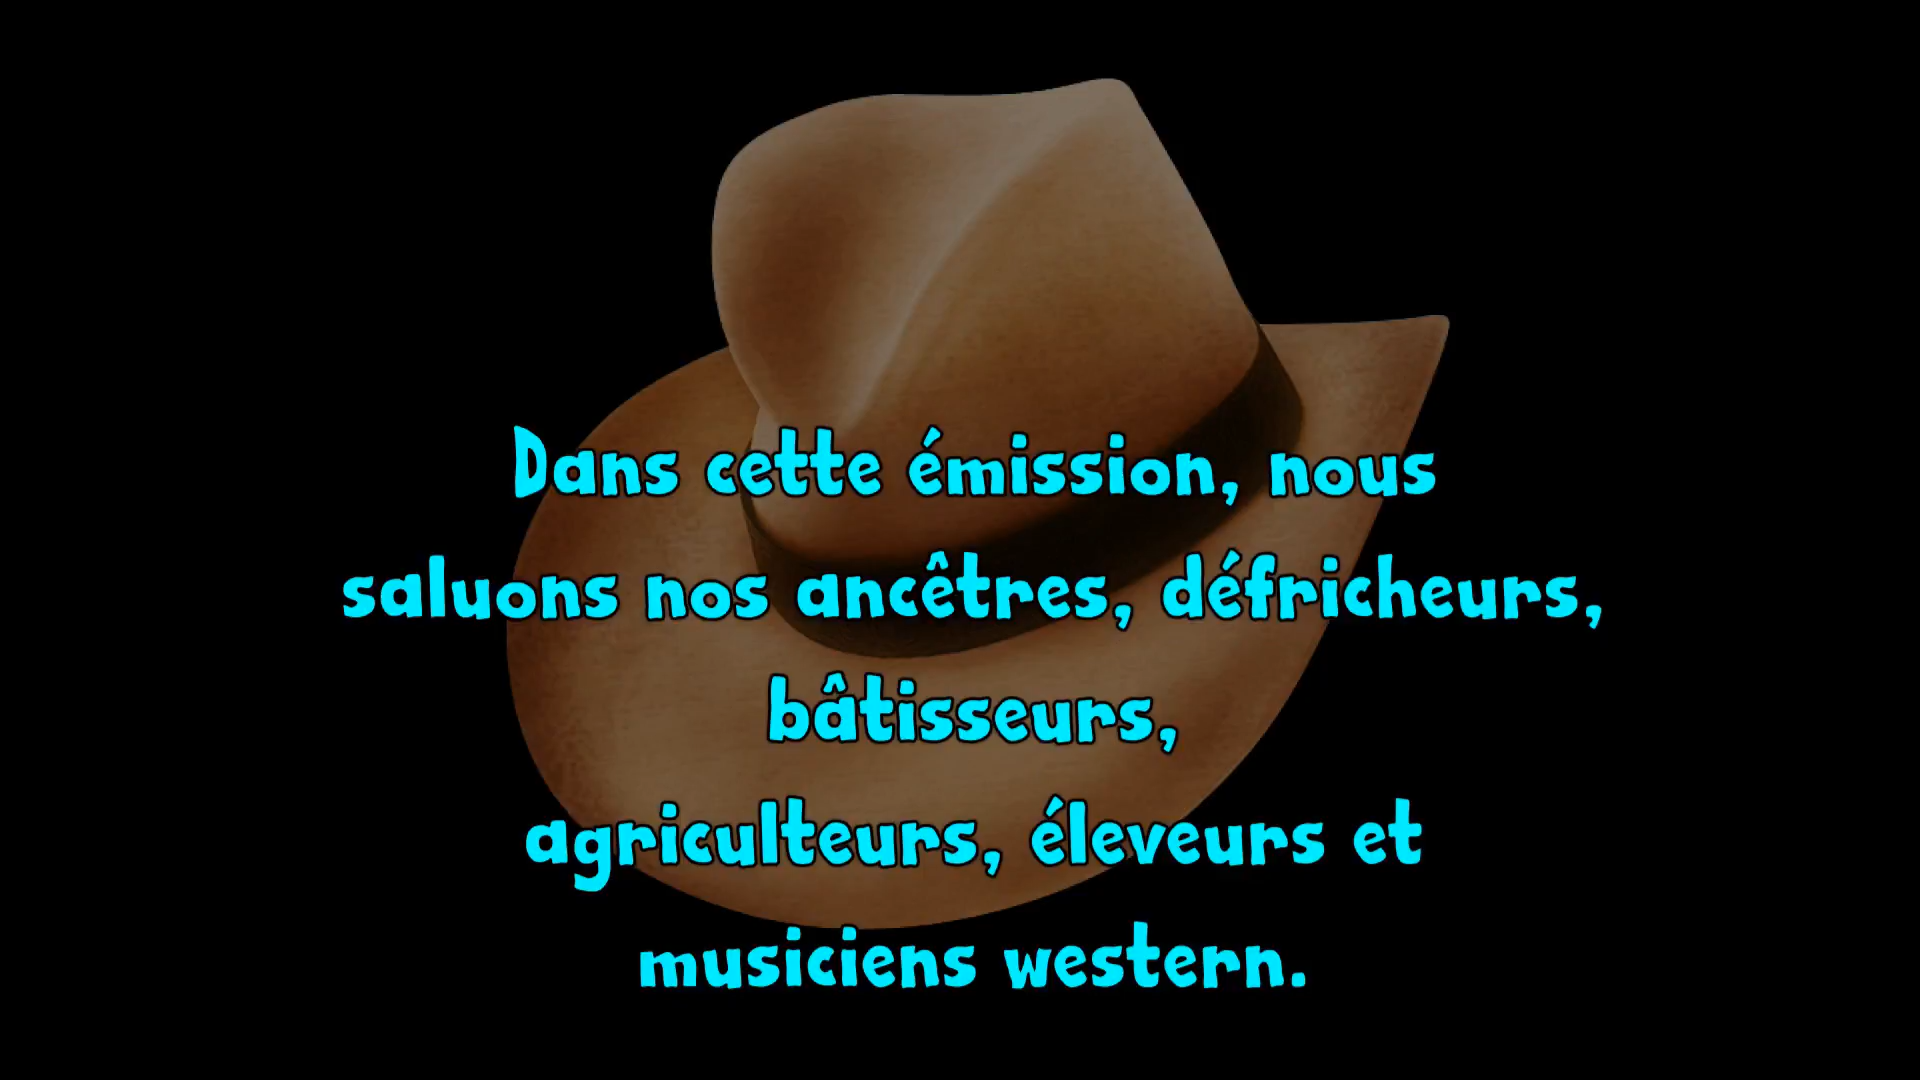 Dans cette émission, nous
saluons nos ancêtres, défricheurs,
bâtisseurs,
agriculteurs, éleveurs et
musiciens western.